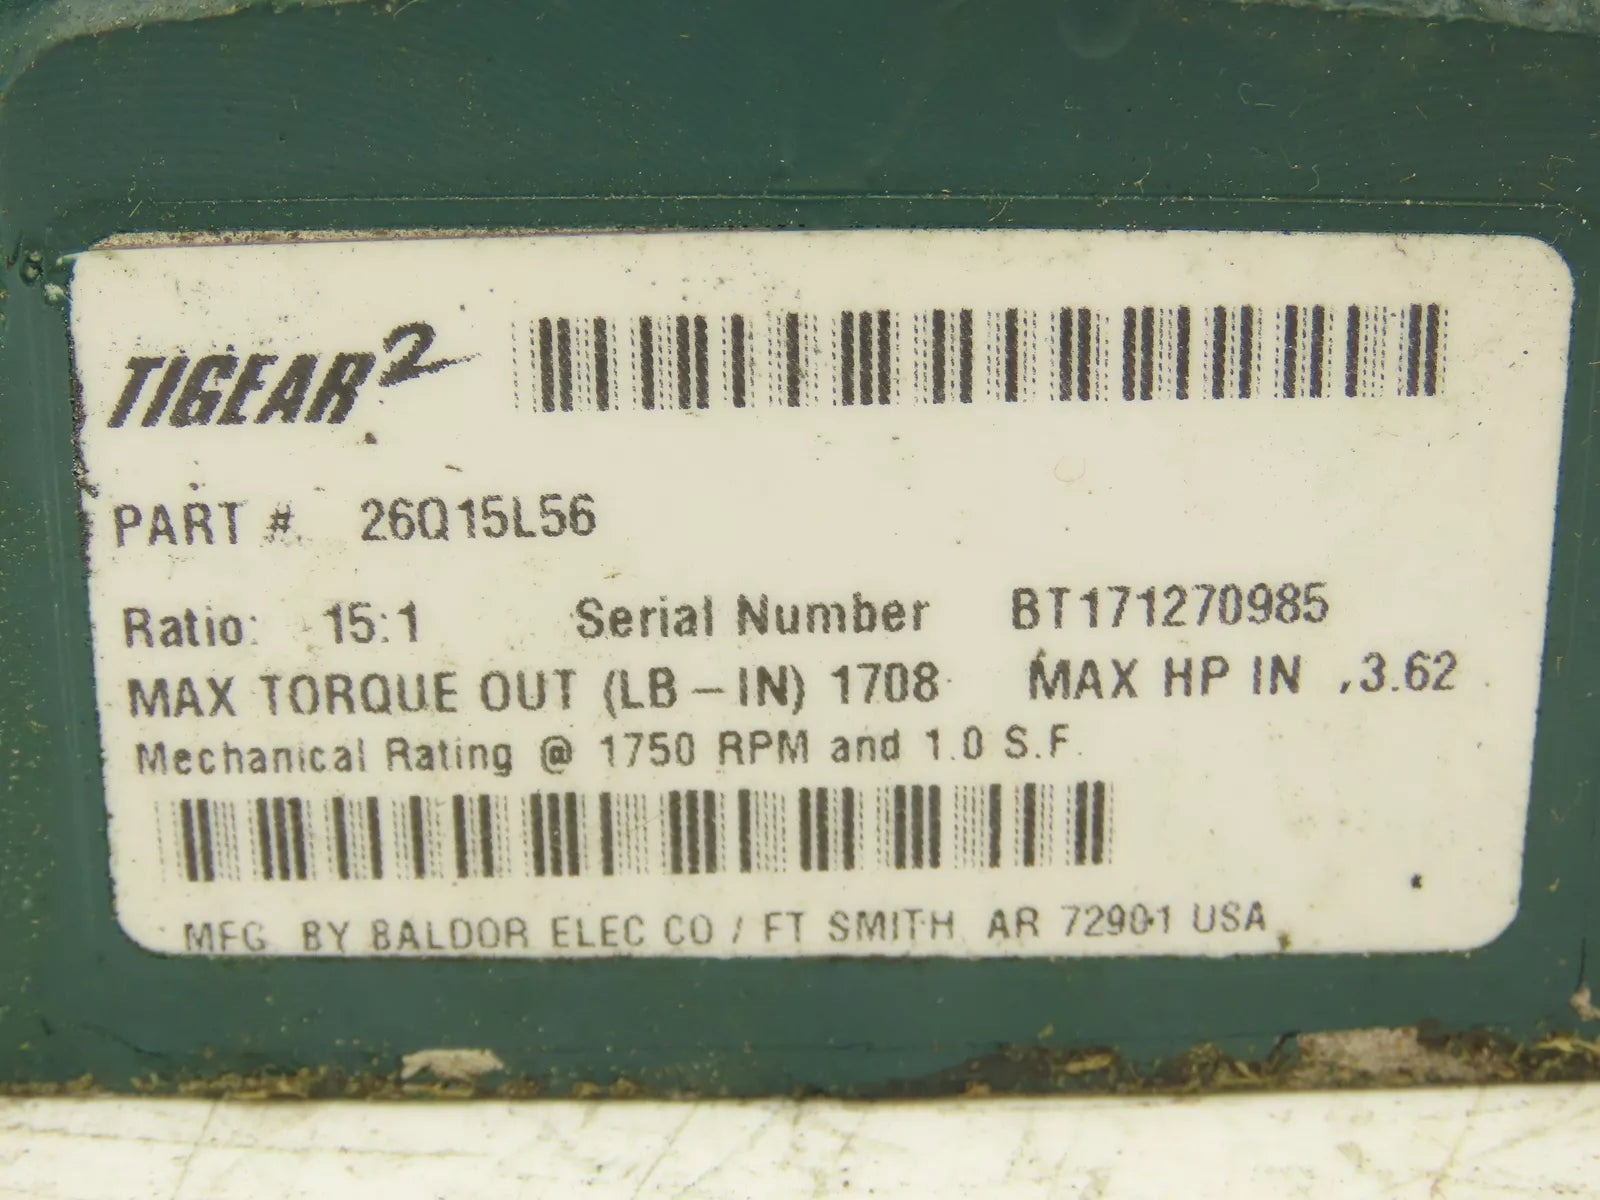 TIGEAR2
PART # 26Q15L56
Ratio: 15:1 Serial Number BT171270985
MAX TORQUE OUT (LB-IN) 1708 MAX HP IN 3.62
Mechanical Rating @ 1750 RPM and 1.0 S.F.
MFG BY BALDOR ELEC CO / FT SMITH AR 72901 USA